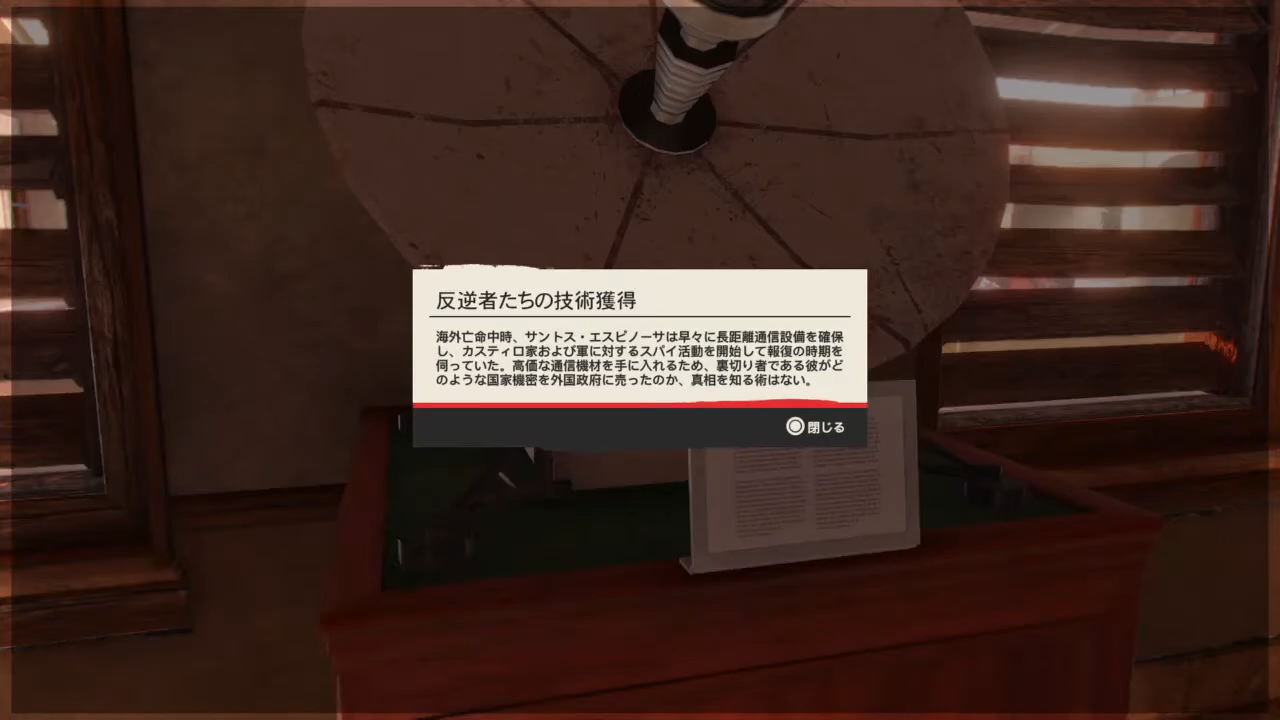 反逆者たちの技術獲得
海外亡命中時、サントス・エスピノーサは早々に長距離通信設備を確保
し、カスティロ家および軍に対するスパイ活動を開始して報復の時期を
伺っていた。高価な通信機材を手に入れるため、裏切り者である彼がど
のような国家機密を外国政府に売ったのか、真相を知る術はない。
閉じる